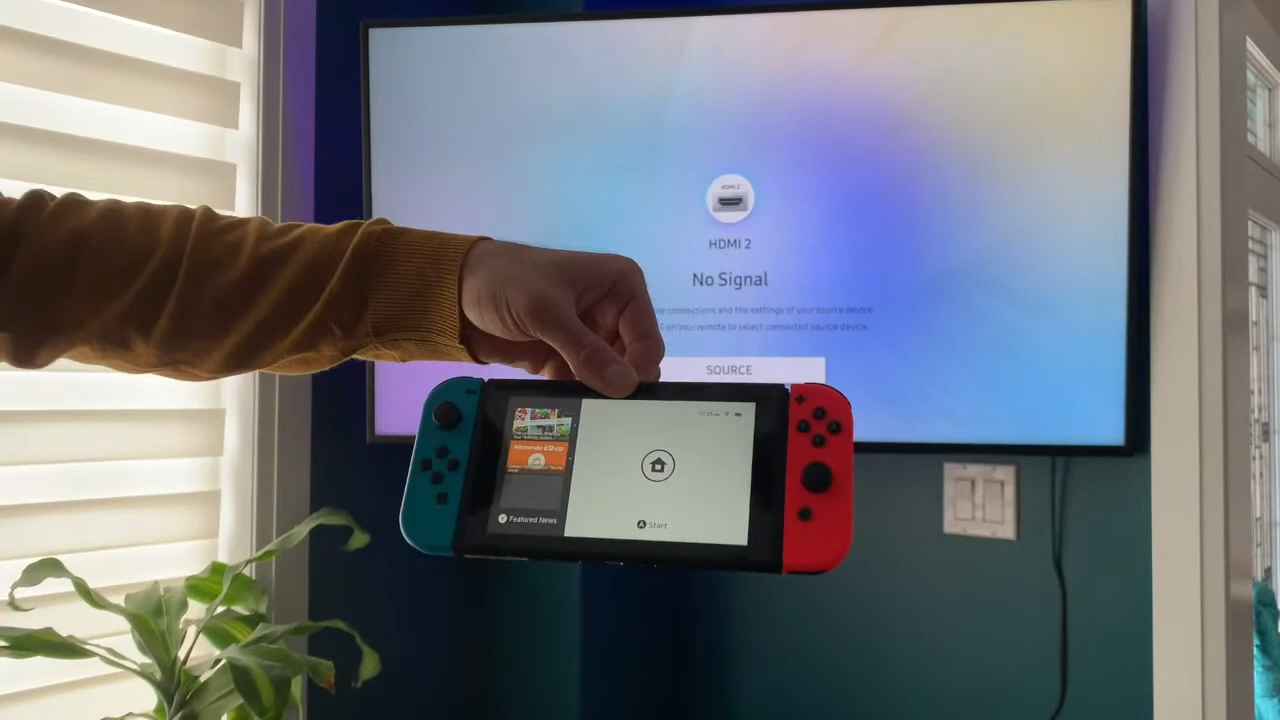 HDMI 2
HDMI 2
No Signal
connections and the settings of your source device
on your remote to select connected source device.
SOURCE
Nintendo eShop
Y Featured News
A Start